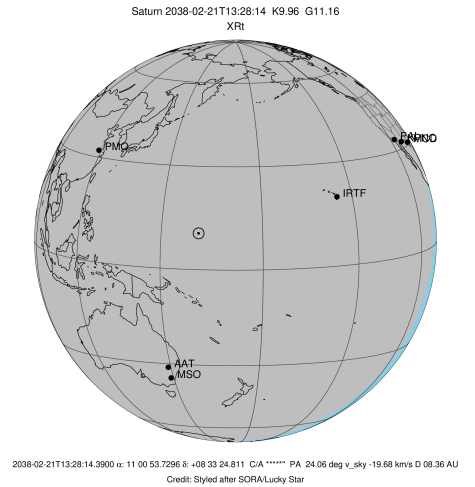 Saturn 2038-02-21T13:28:14 K9.96 G11.16
XRt
PMO
IRTF
AAT
MSO
2038-02-21T13:28:14.3900 α: 11 00 53.7296 δ: +08 33 24.811 C/A *****" PA 24.06 deg v_sky -19.68 km/s D 08.36 AU
Credit: Styled after SORA/Lucky Star